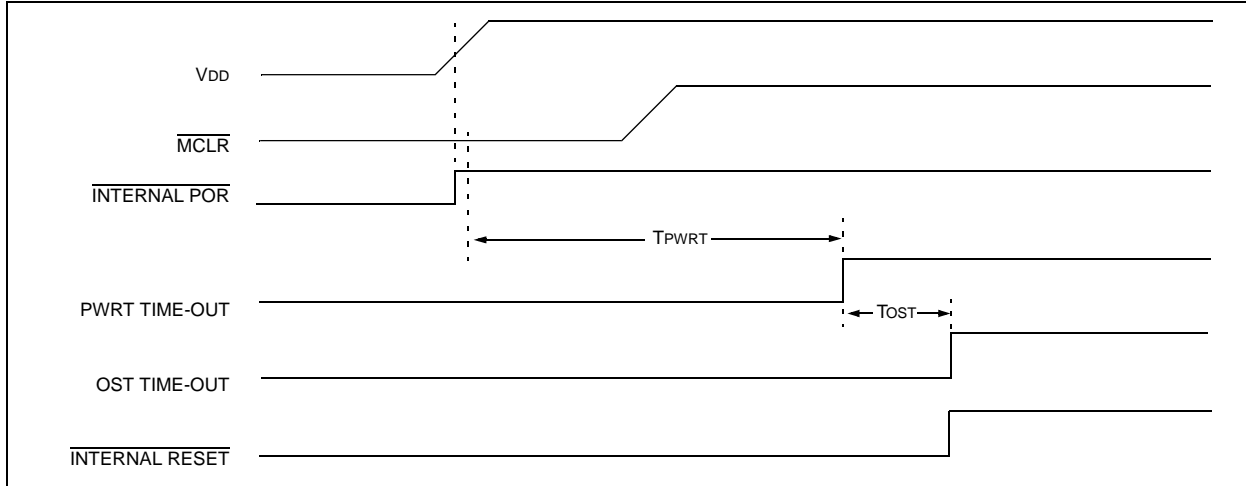 VDD
MCLR
INTERNAL POR
TPWRT
PWRT TIME-OUT
TOST
OST TIME-OUT
INTERNAL RESET